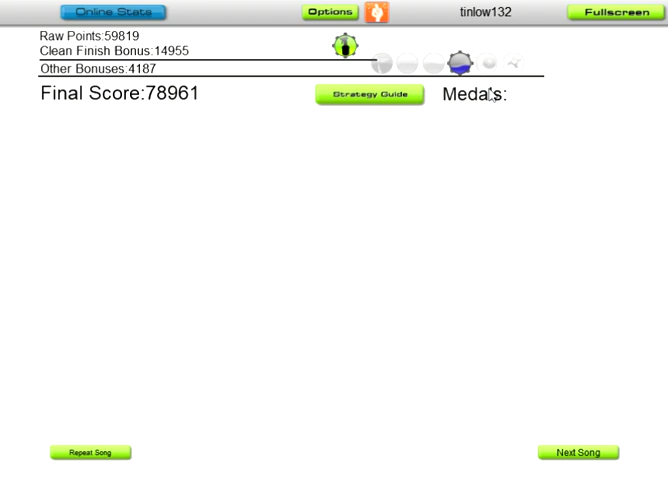 Online Stats
Options
tinlow132
Fullscreen
Raw Points:59819
Clean Finish Bonus:14955
Other Bonuses:4187
Final Score:78961
Strategy Guide
Medals:
Repeat Song
Next Song